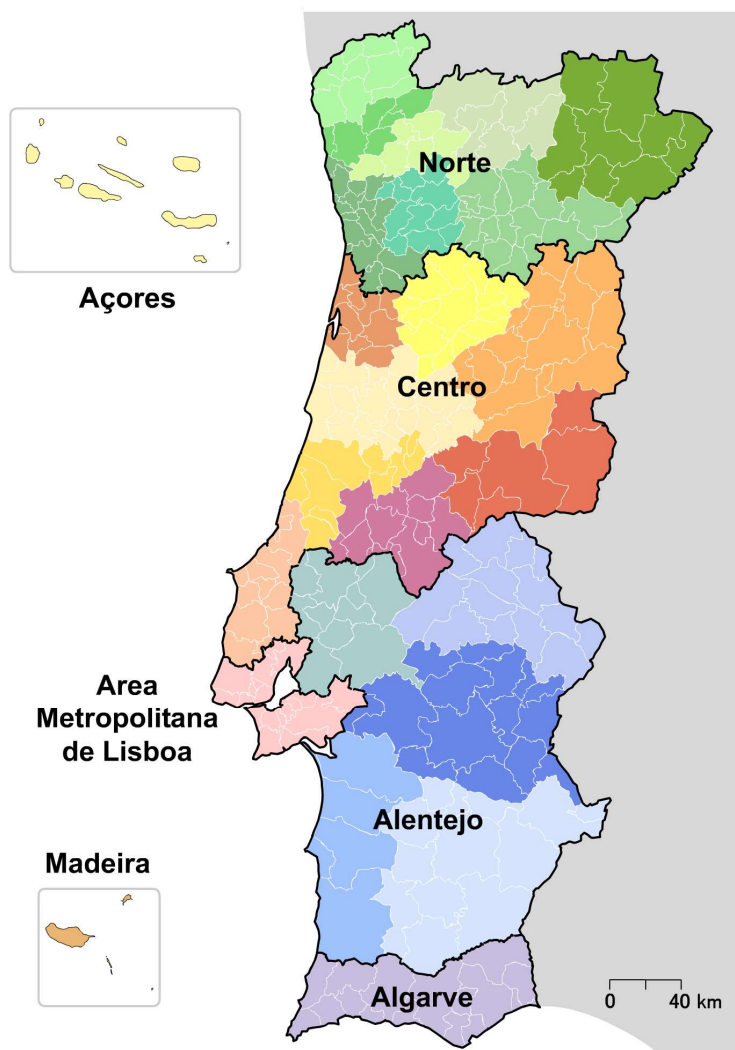 Norte
Açores
Centro
Area
Metropolitana
de Lisboa
Alentejo
Madeira
Algarve
0 40 km